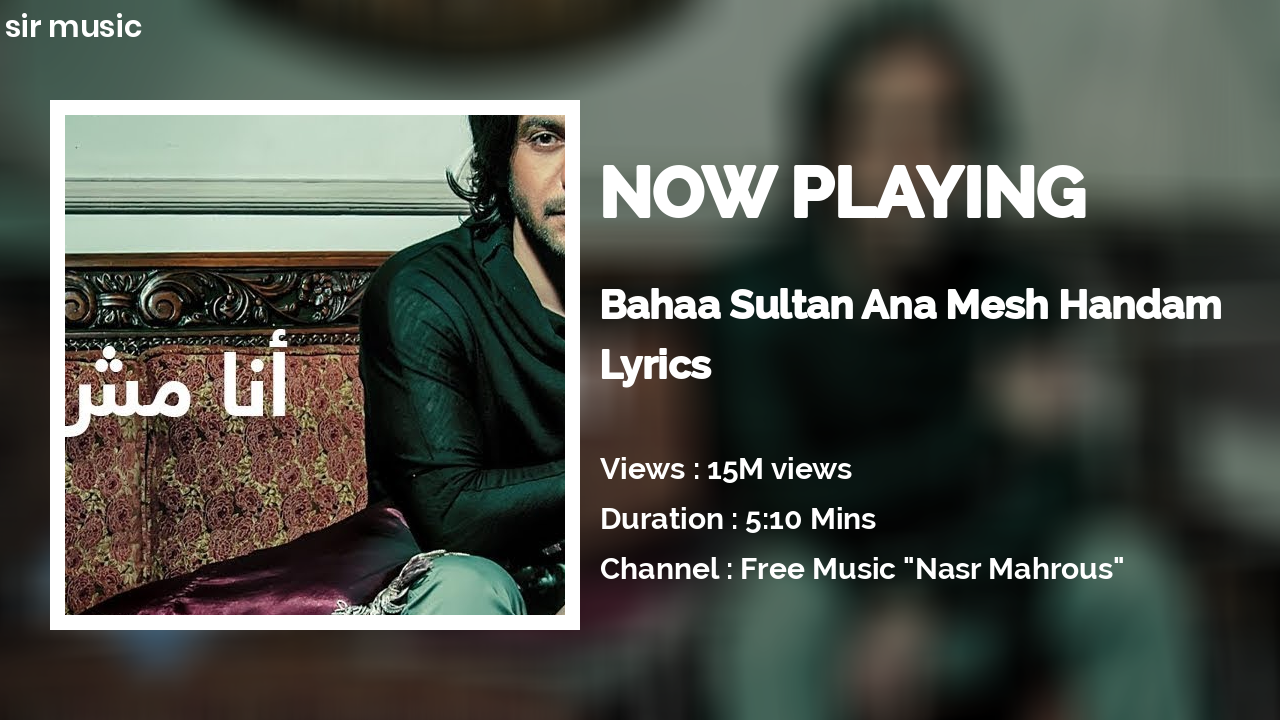 sir music
أنا مش
NOW PLAYING
Bahaa Sultan Ana Mesh Handam
Lyrics
Views : 15M views
Duration : 5:10 Mins
Channel : Free Music "Nasr Mahrous"